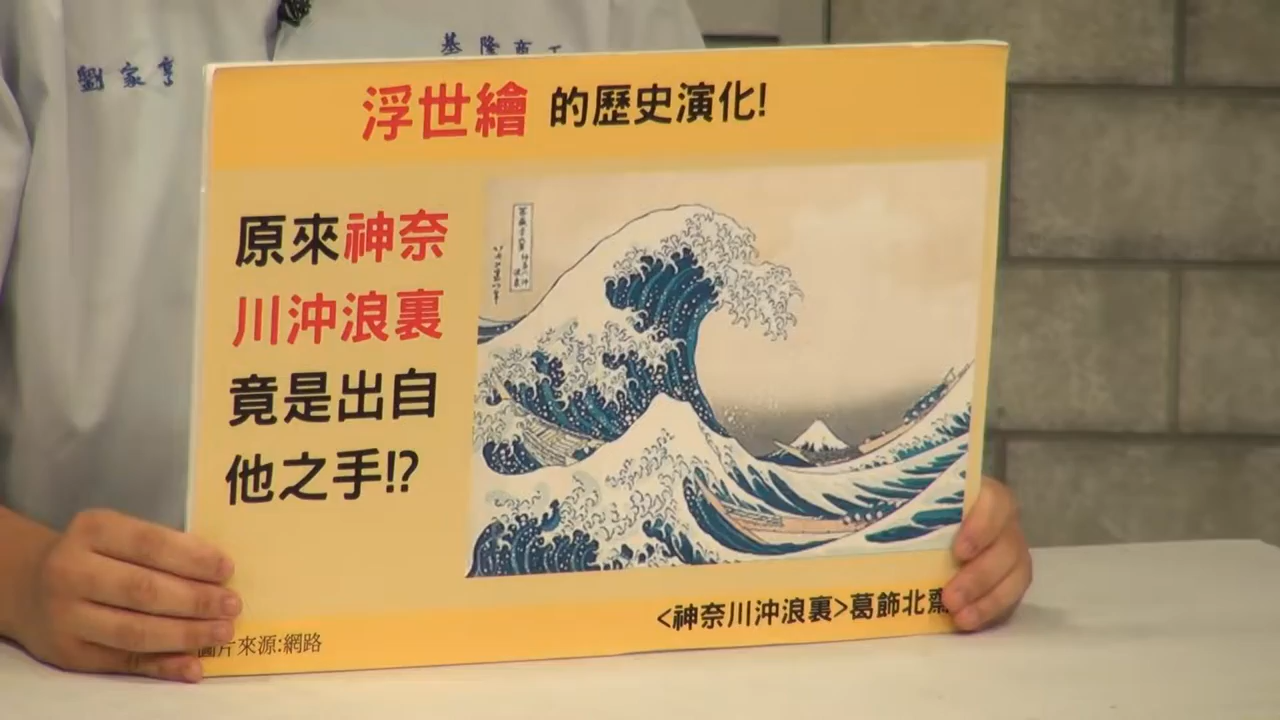 劉家亨
基隆商工
浮世繪的歷史演化!
原來神奈
川沖浪裏
竟是出自
他之手!?
<神奈川沖浪裏>葛飾北齋
圖片來源:網路